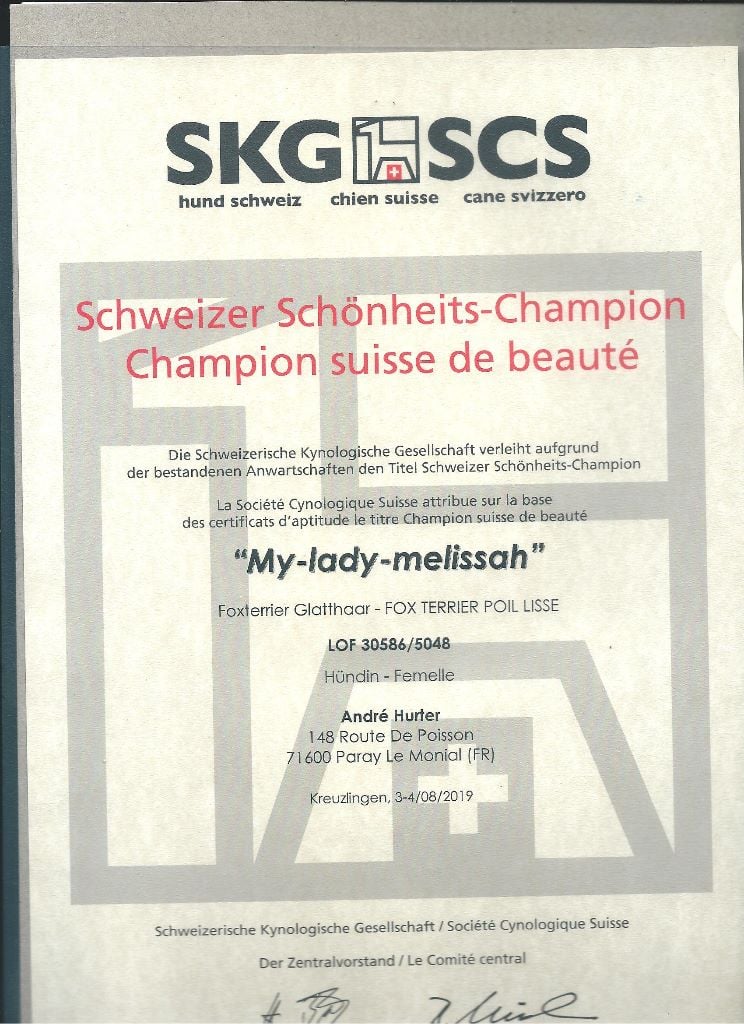 SKG SCS
hund schweiz chien suisse cane svizzero
Schweizer Schönheits-Champion
Champion suisse de beauté
Die Schweizerische Kynologische Gesellschaft verleiht aufgrund
der bestandenen Anwartschaften den Titel Schweizer Schönheits-Champion
La Société Cynologique Suisse attribue sur la base
des certificats d'aptitude le titre Champion suisse de beauté
"My-lady-melissah"
Foxterrier Glatthaar - FOX TERRIER POIL LISSE
LOF 30586/5048
Hündin - Femelle
André Hurter
148 Route De Poisson
71600 Paray Le Monial (FR)
Kreuzlingen, 3-4/08/2019
Schweizerische Kynologische Gesellschaft / Société Cynologique Suisse
Der Zentralvorstand / Le Comité central